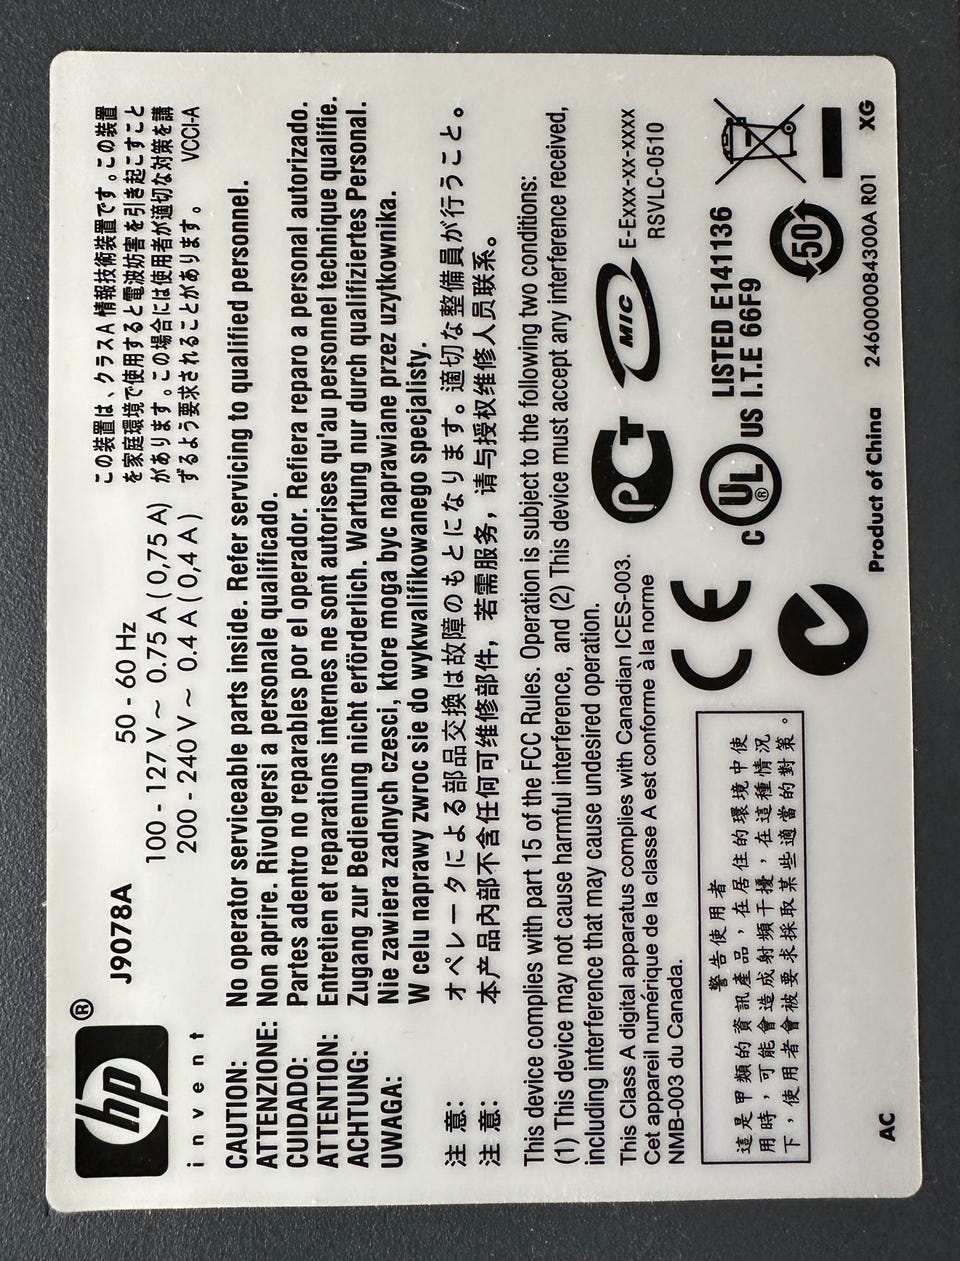 hp ®
invent
J9078A
50 - 60 Hz
100 - 127 V ~ 0.75 A ( 0,75 A)
200 - 240 V ~ 0.4 A ( 0,4 A )
この装置は、クラスA 情報技術装置です。この装置
を家庭環境で使用すると電波妨害を引き起こすこと
があります。この場合には使用者が適切な対策を講
ずるよう要求されることがあります。 VCCI-A
CAUTION: No operator serviceable parts inside. Refer servicing to qualified personnel.
ATTENZIONE: Non aprire. Rivolgersi a personale qualificado.
CUIDADO: Partes adentro no reparables por el operador. Refiera reparo a personal autorizado.
ATTENTION: Entretien et reparations internes ne sont autorises qu'au personnel technique qualifie.
ACHTUNG: Zugang zur Bedienung nicht erförderlich. Wartung nur durch qualifiziertes Personal.
UWAGA: Nie zawiera zadnych czesci, ktore moga byc naprawiane przez uzytkownika.
W celu naprawy zwroc sie do wykwalifikowanego specjalisty.
注 意: オペレータによる部品交換は故障のもとになります。適切な整備員が行うこと。
注 意: 本产品内部不含任何可维修部件，若需服务，请与授权维修人员联系。
This device complies with part 15 of the FCC Rules. Operation is subject to the following two conditions:
(1) This device may not cause harmful interference, and (2) This device must accept any interference received,
including interference that may cause undesired operation.
This Class A digital apparatus complies with Canadian ICES-003.
Cet appareil numérique de la classe A est conforme à la norme
NMB-003 du Canada.
PCT
MIC
E-Exxx-xx-xxxx
RSVLC-0510
警告使用者
這是甲類的資訊產品，在居住的環境中使
用時，可能會造成射頻干擾，在這種情況
下，使用者會被要求採取某些適當的對策。
CE
C UL ® US LISTED E141136
I.T.E 66F9
50
AC
Product of China
246000084300A R01
XG